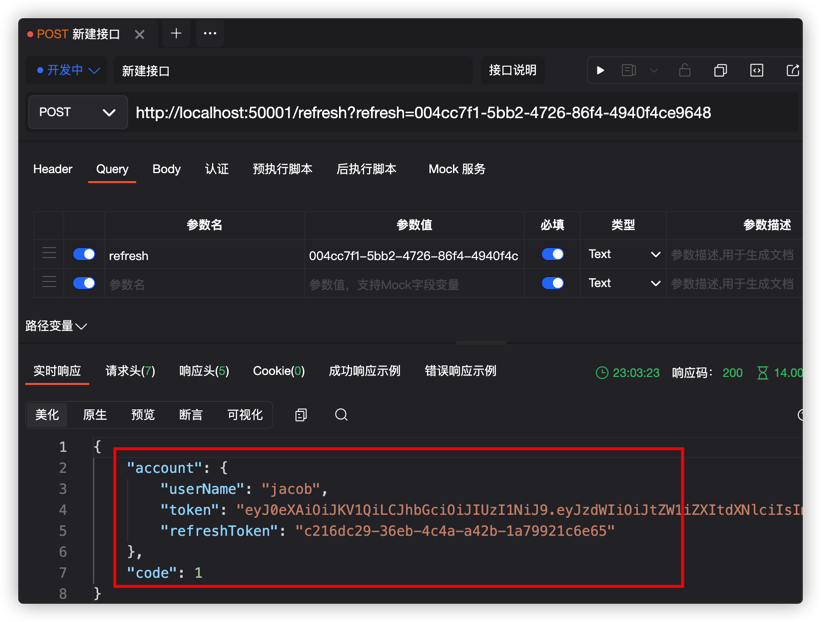 POST 新建接口
开发中 新建接口 接口说明
POST http://localhost:50001/refresh?refresh=004cc7f1-5bb2-4726-86f4-4940f4ce9648
Header Query Body 认证 预执行脚本 后执行脚本 Mock 服务
参数名 参数值 必填 类型 参数描述
refresh 004cc7f1-5bb2-4726-86f4-4940f4c Text 参数描述,用于生成文档
参数名 参数值，支持Mock字段变量 Text 参数描述,用于生成文档
路径变量
实时响应 请求头(7) 响应头(5) Cookie(0) 成功响应示例 错误响应示例 23:03:23 响应码： 200 14.00
美化 原生 预览 断言 可视化
1 {
2 "account": {
3 "userName": "jacob",
4 "token": "eyJ0eXAiOiJKV1QiLCJhbGciOiJIUzI1NiJ9.eyJzdWIiOiJtZW1iZXItdXNlciIsIm
5 "refreshToken": "c216dc29-36eb-4c4a-a42b-1a79921c6e65"
6 },
7 "code": 1
8 }